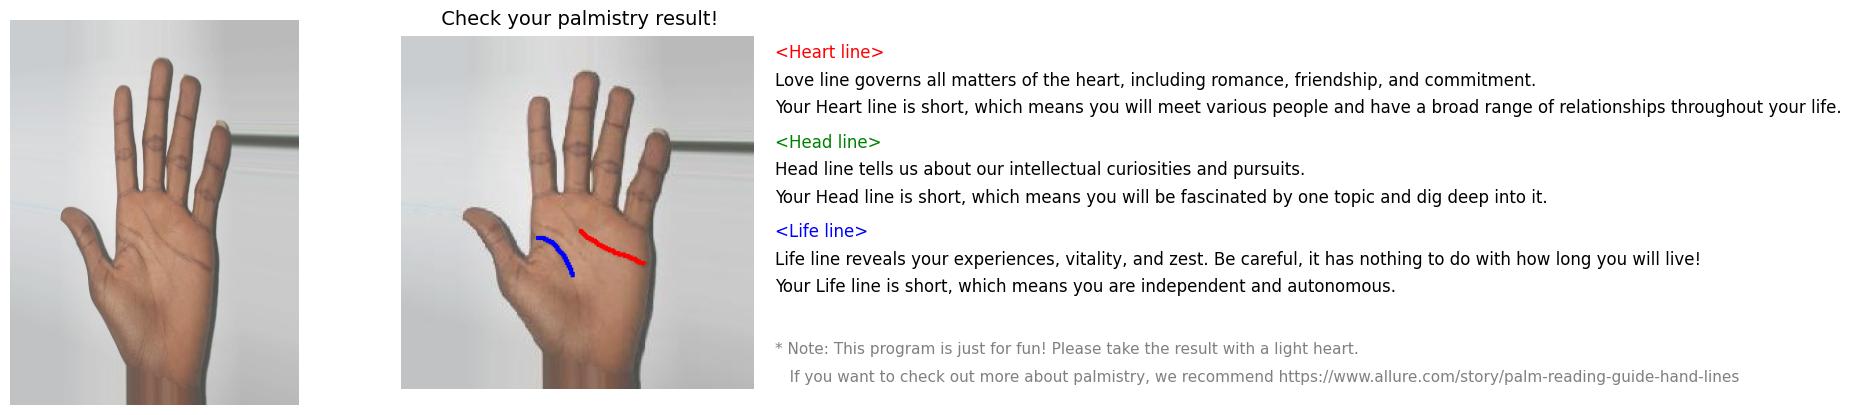 Check your palmistry result!
<Heart line>
Love line governs all matters of the heart, including romance, friendship, and commitment.
Your Heart line is short, which means you will meet various people and have a broad range of relationships throughout your life.
<Head line>
Head line tells us about our intellectual curiosities and pursuits.
Your Head line is short, which means you will be fascinated by one topic and dig deep into it.
<Life line>
Life line reveals your experiences, vitality, and zest. Be careful, it has nothing to do with how long you will live!
Your Life line is short, which means you are independent and autonomous.
* Note: This program is just for fun! Please take the result with a light heart.
If you want to check out more about palmistry, we recommend https://www.allure.com/story/palm-reading-guide-hand-lines